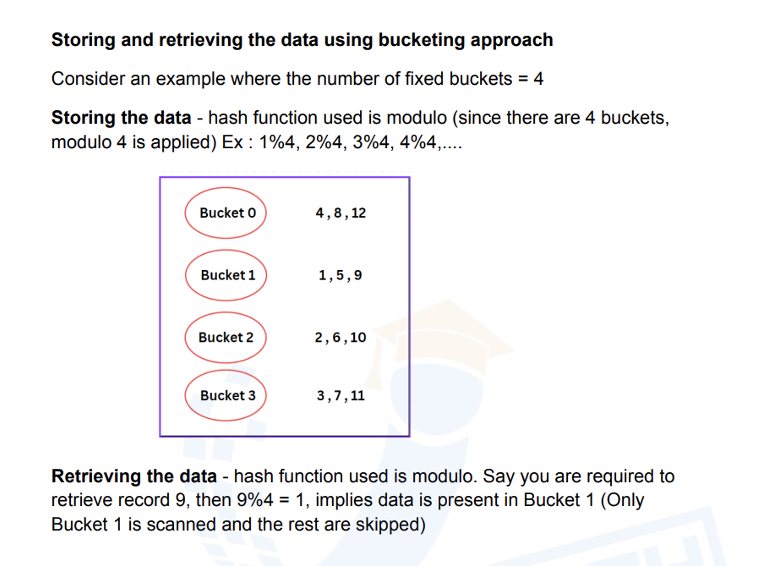 Storing and retrieving the data using bucketing approach
Consider an example where the number of fixed buckets = 4
Storing the data - hash function used is modulo (since there are 4 buckets,
modulo 4 is applied) Ex : 1%4, 2%4, 3%4, 4%4,....
Bucket 0 4 , 8 , 12
Bucket 1 1 , 5 , 9
Bucket 2 2 , 6 , 10
Bucket 3 3 , 7 , 11
Retrieving the data - hash function used is modulo. Say you are required to
retrieve record 9, then 9%4 = 1, implies data is present in Bucket 1 (Only
Bucket 1 is scanned and the rest are skipped)